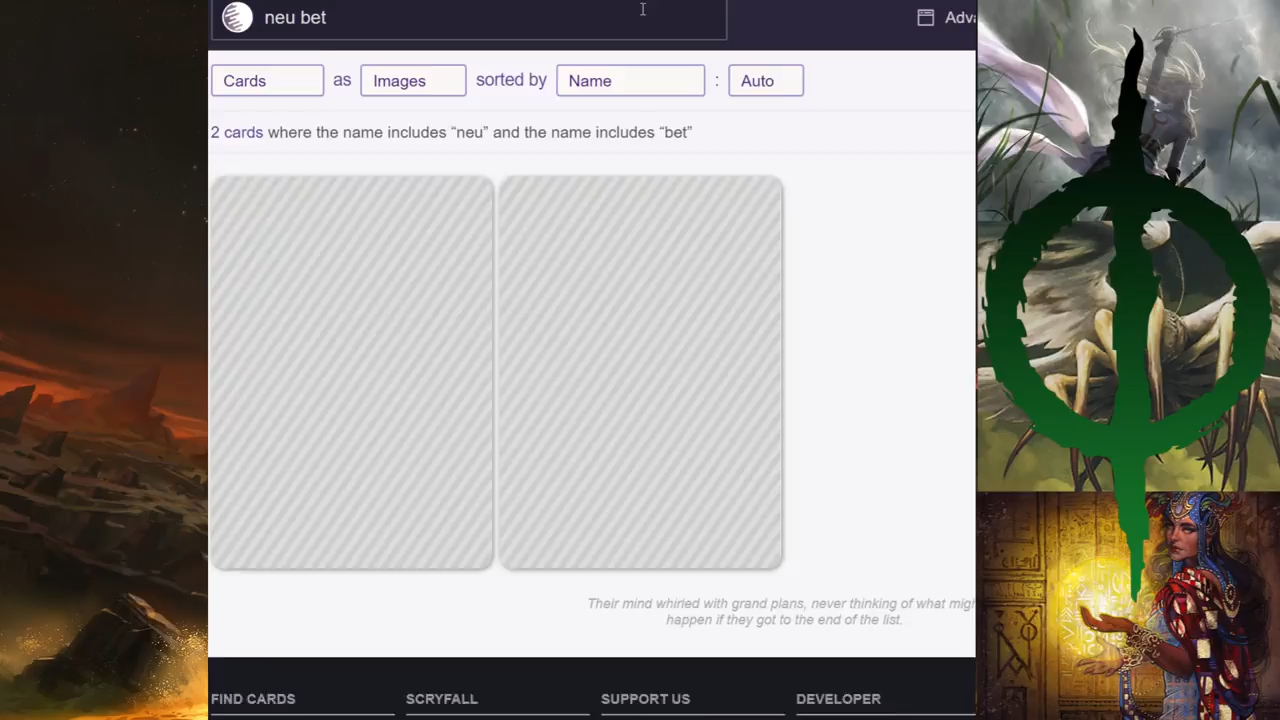 neu bet
Cards as Images sorted by Name : Auto
2 cards where the name includes “neu” and the name includes “bet”
Their mind whirled with grand plans, never thinking of what
happen if they got to the end of the list.
FIND CARDS SCRYFALL SUPPORT US DEVELOPER